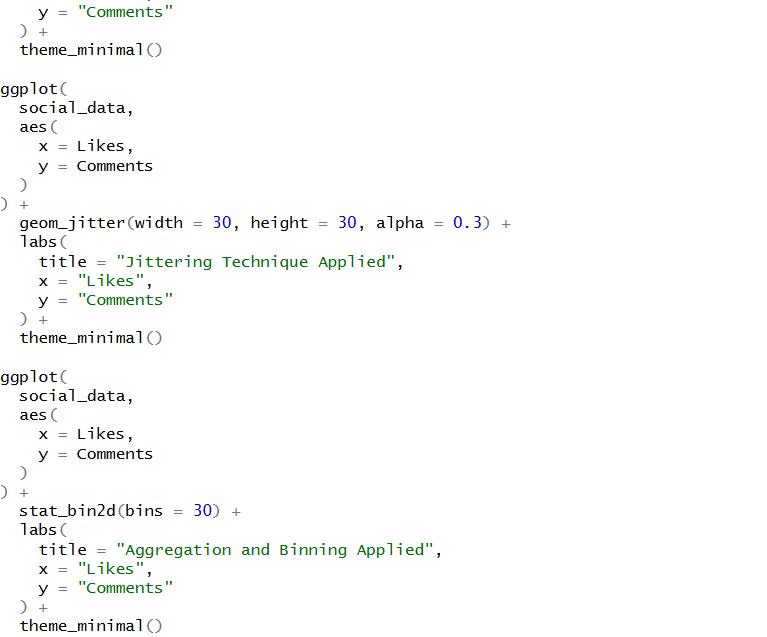 y = "Comments"
  ) +
  theme_minimal()

ggplot(
  social_data,
  aes(
    x = Likes,
    y = Comments
  )
) +
  geom_jitter(width = 30, height = 30, alpha = 0.3) +
  labs(
    title = "Jittering Technique Applied",
    x = "Likes",
    y = "Comments"
  ) +
  theme_minimal()

ggplot(
  social_data,
  aes(
    x = Likes,
    y = Comments
  )
) +
  stat_bin2d(bins = 30) +
  labs(
    title = "Aggregation and Binning Applied",
    x = "Likes",
    y = "Comments"
  ) +
  theme_minimal()